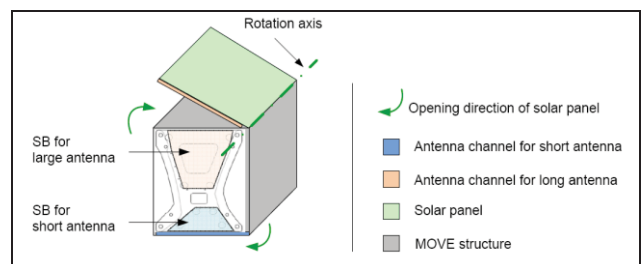 Rotation axis
SB for
large antenna
SB for
short antenna
Opening direction of solar panel
Antenna channel for short antenna
Antenna channel for long antenna
Solar panel
MOVE structure